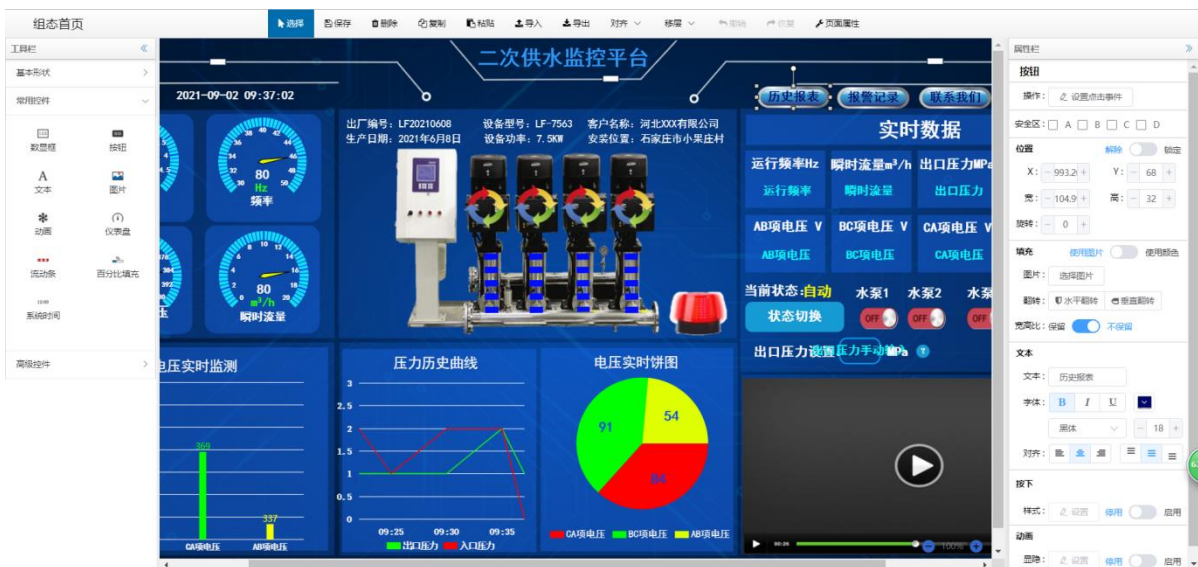 组态首页
选择 保存 删除 复制 粘贴 导入 导出 对齐 移层 撤销 恢复 页面属性
工具栏
基本形状
常用控件
数显框 按钮
文本 图片
动画 仪表盘
流动条 百分比填充
系统时间
高级控件
二次供水监控平台
2021-09-02 09:37:02
历史报表 报警记录 联系我们
出厂编号: LF20210608 设备型号: LF-7563 客户名称: 河北XXX有限公司
生产日期: 2021年6月8日 设备功率: 7.5KW 安装位置: 石家庄市小果庄村
80
Hz
频率
80
m³/h
瞬时流量
实时数据
运行频率Hz 瞬时流量m³/h 出口压力MPa
运行频率 瞬时流量 出口压力
AB项电压 V BC项电压 V CA项电压 V
AB项电压 BC项电压 CA项电压
当前状态:自动 水泵1 水泵2 水泵
状态切换 OFF OFF OFF
出口压力设置 MPa
电压实时监测
369
337
CA项电压 AB项电压
压力历史曲线
3
2.5
2
1.5
1
0.5
0
09:25 09:30 09:35
出口压力 入口压力
电压实时饼图
91
54
84
CA项电压 BC项电压 AB项电压
00:25
100%
属性栏
按钮
操作: 设置点击事件
安全区: A B C D
位置 解除 锁定
X: 993.2 Y: 68
宽: 104.9 高: 32
旋转: 0
填充 使用图片 使用颜色
图片: 选择图片
翻转: 水平翻转 垂直翻转
宽高比: 保留 不保留
文本
文本: 历史报表
字体: B I U
黑体 18
对齐:
按下
样式: 设置 停用 启用
动画
显隐: 设置 停用 启用